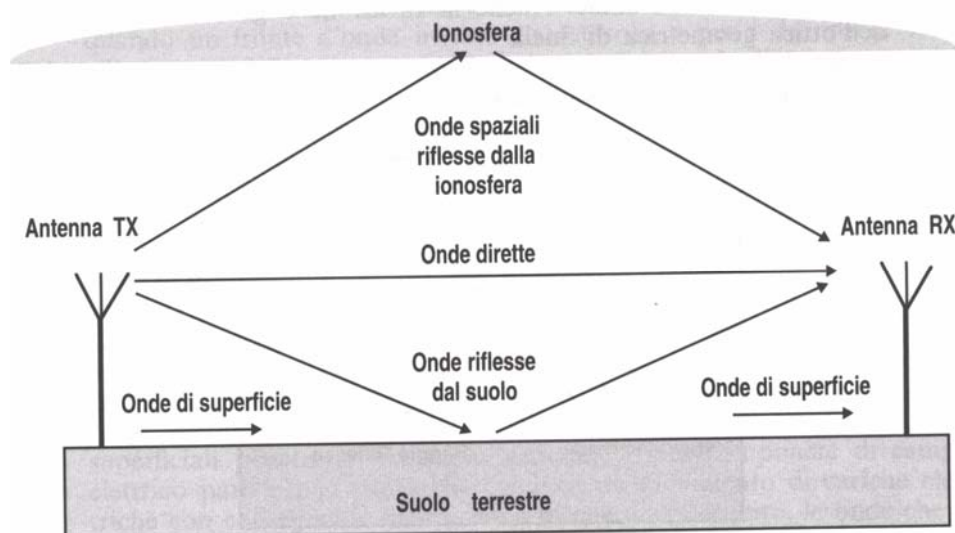 Ionosfera
Onde spaziali
riflesse dalla
ionosfera
Antenna TX
Antenna RX
Onde dirette
Onde riflesse
dal suolo
Onde di superficie
Onde di superficie
Suolo terrestre